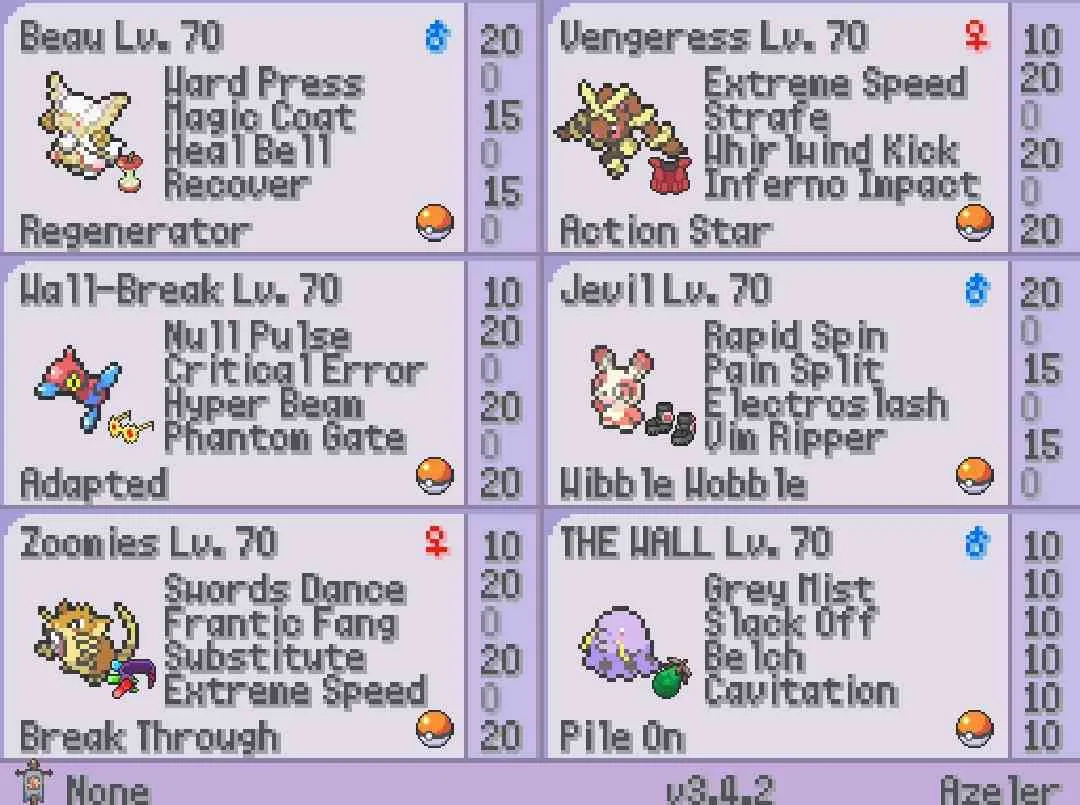 Beau Lv. 70 ♂
Hard Press
Magic Coat
Heal Bell
Recover
Regenerator
20
0
15
0
15
0
Vengeress Lv. 70 ♀
Extreme Speed
Strafe
Whirlwind Kick
Inferno Impact
Action Star
10
20
0
20
0
20
Wall-Break Lv. 70
Null Pulse
Critical Error
Hyper Beam
Phantom Gate
Adapted
10
20
0
20
0
20
Jevil Lv. 70 ♂
Rapid Spin
Pain Split
Electroslash
Vim Ripper
Wibble Wobble
20
0
15
0
15
0
Zoomies Lv. 70 ♀
Swords Dance
Frantic Fang
Substitute
Extreme Speed
Break Through
10
20
0
20
0
20
THE WALL Lv. 70 ♂
Grey Mist
Slack Off
Belch
Cavitation
Pile On
10
10
10
10
10
10
None
v3.4.2
Azeler